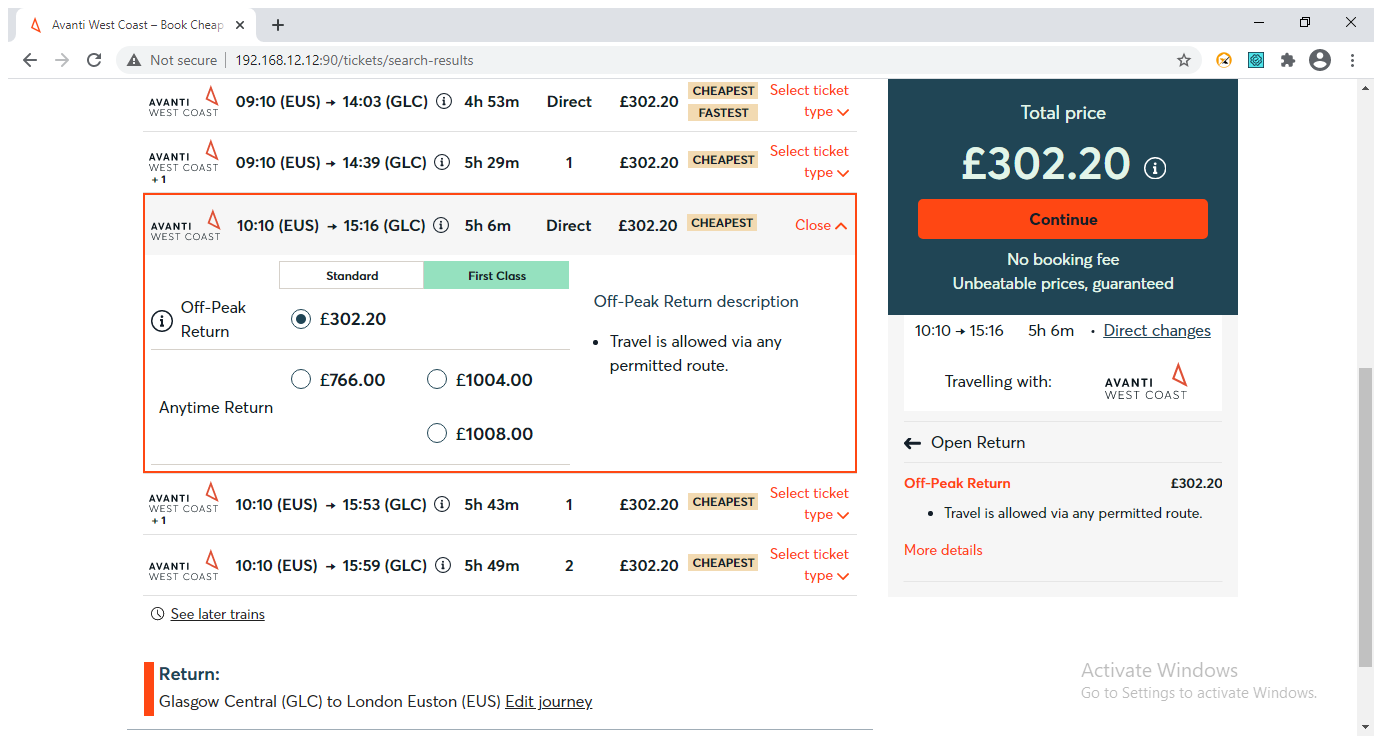 Avanti West Coast – Book Cheap
Not secure
192.168.12.12:90/tickets/search-results
AVANTI WEST COAST 09:10 (EUS) → 14:03 (GLC) 4h 53m Direct £302.20 CHEAPEST FASTEST Select ticket type
AVANTI WEST COAST +1 09:10 (EUS) → 14:39 (GLC) 5h 29m 1 £302.20 CHEAPEST Select ticket type
AVANTI WEST COAST 10:10 (EUS) → 15:16 (GLC) 5h 6m Direct £302.20 CHEAPEST Close
Standard First Class
Off-Peak Return £302.20
Anytime Return £766.00 £1004.00
£1008.00
Off-Peak Return description
• Travel is allowed via any
permitted route.
AVANTI WEST COAST +1 10:10 (EUS) → 15:53 (GLC) 5h 43m 1 £302.20 CHEAPEST Select ticket type
AVANTI WEST COAST 10:10 (EUS) → 15:59 (GLC) 5h 49m 2 £302.20 CHEAPEST Select ticket type
See later trains
Return:
Glasgow Central (GLC) to London Euston (EUS) Edit journey
Total price
£302.20
Continue
No booking fee
Unbeatable prices, guaranteed
10:10 → 15:16 5h 6m · Direct changes
Travelling with: AVANTI WEST COAST
← Open Return
Off-Peak Return £302.20
• Travel is allowed via any permitted route.
More details
Activate Windows
Go to Settings to activate Windows.